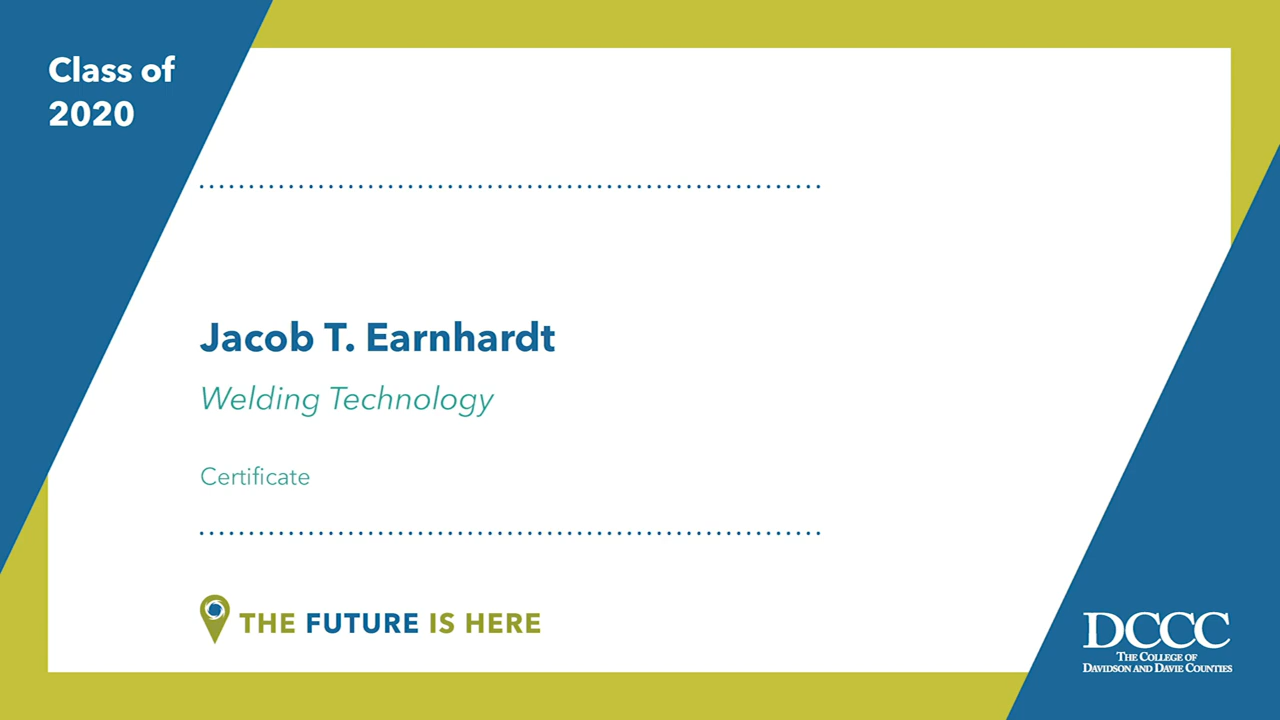 Class of
2020
Jacob T. Earnhardt
Welding Technology
Certificate
THE FUTURE IS HERE
DCCC
THE COLLEGE OF
DAVIDSON AND DAVIE COUNTIES